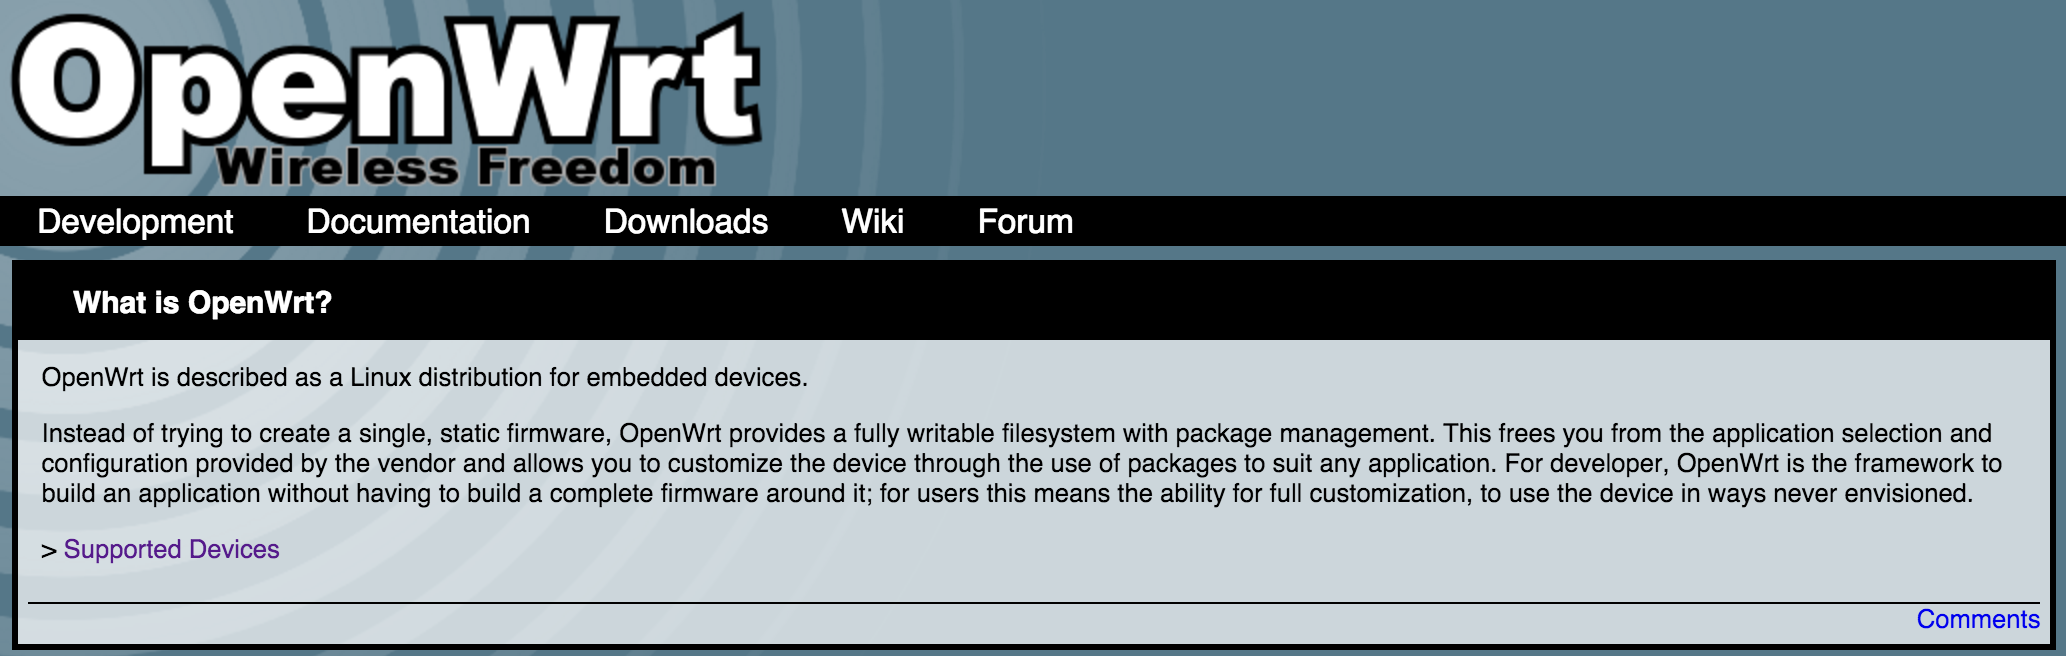 OpenWrt
Wireless Freedom
Development Documentation Downloads Wiki Forum
What is OpenWrt?
OpenWrt is described as a Linux distribution for embedded devices.
Instead of trying to create a single, static firmware, OpenWrt provides a fully writable filesystem with package management. This frees you from the application selection and
configuration provided by the vendor and allows you to customize the device through the use of packages to suit any application. For developer, OpenWrt is the framework to
build an application without having to build a complete firmware around it; for users this means the ability for full customization, to use the device in ways never envisioned.
> Supported Devices
Comments